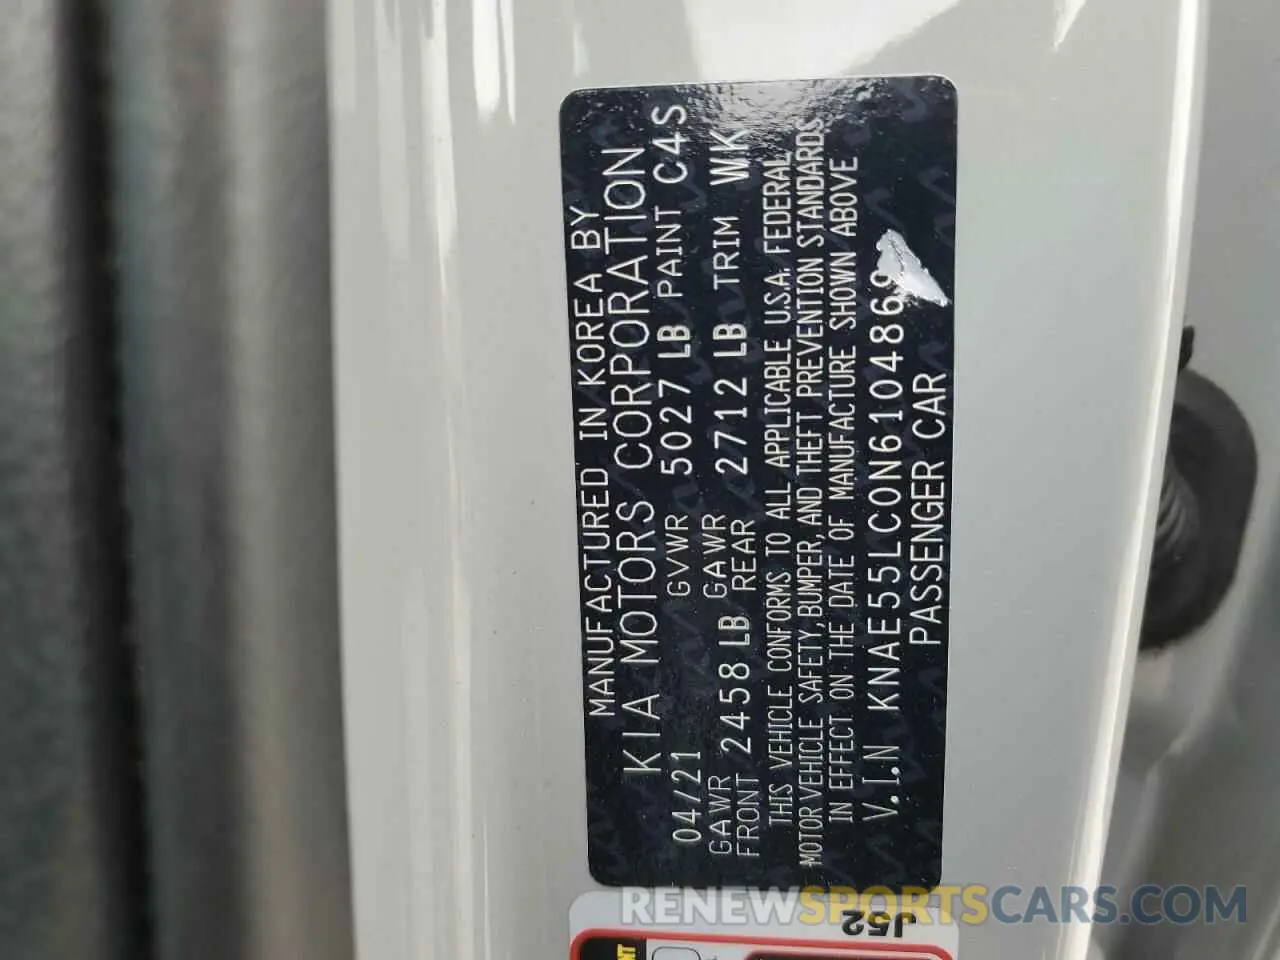 MANUFACTURED IN KOREA BY
KIA MOTORS CORPORATION
04/21 GVWR 5027 LB PAINT C4S
GAWR FRONT 2458 LB GAWR REAR 2712 LB TRIM WK
THIS VEHICLE CONFORMS TO ALL APPLICABLE U.S.A. FEDERAL
MOTOR VEHICLE SAFETY, BUMPER, AND THEFT PREVENTION STANDARDS
IN EFFECT ON THE DATE OF MANUFACTURE SHOWN ABOVE
V.I.N KNAE55LC0N6104869
PASSENGER CAR
J52
RENEWSPORTSCARS.COM